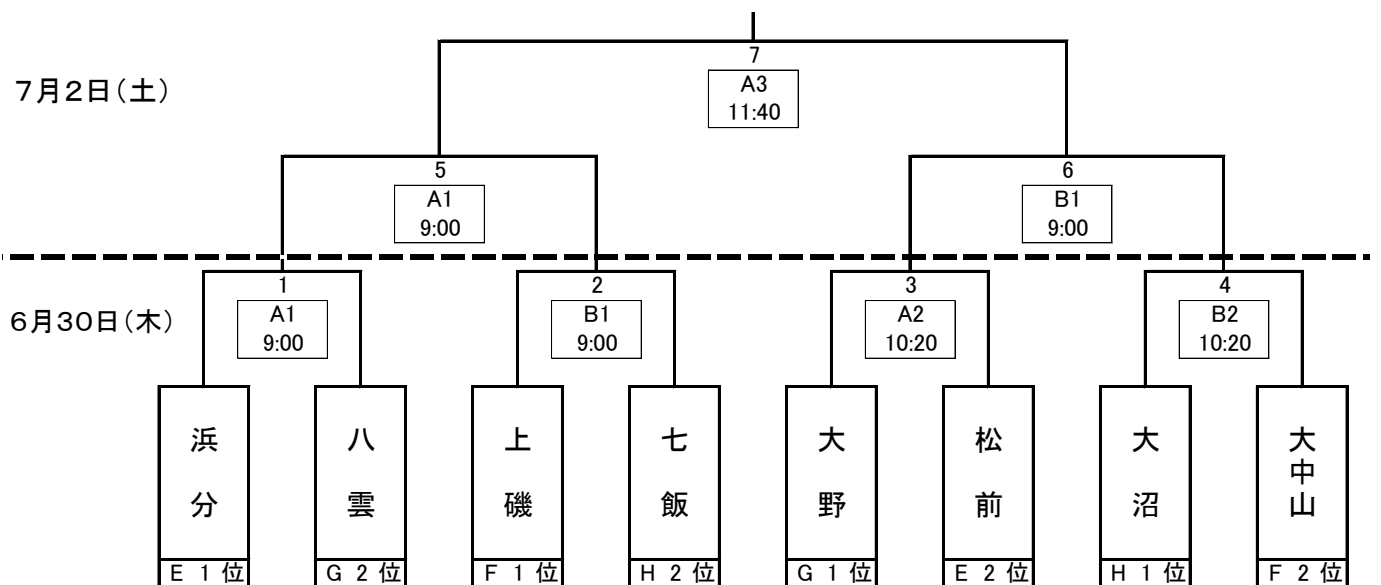 7
A3
11:40
7月2日(土)
5
6
A1
9:00
B1
9:00
1
2
3
4
6月30日(木)
A1
9:00
B1
9:00
A2
10:20
B2
10:20
浜分
八雲
上磯
七飯
大野
松前
大沼
大中山
E 1 位
G 2 位
F 1 位
H 2 位
G 1 位
E 2 位
H 1 位
F 2 位